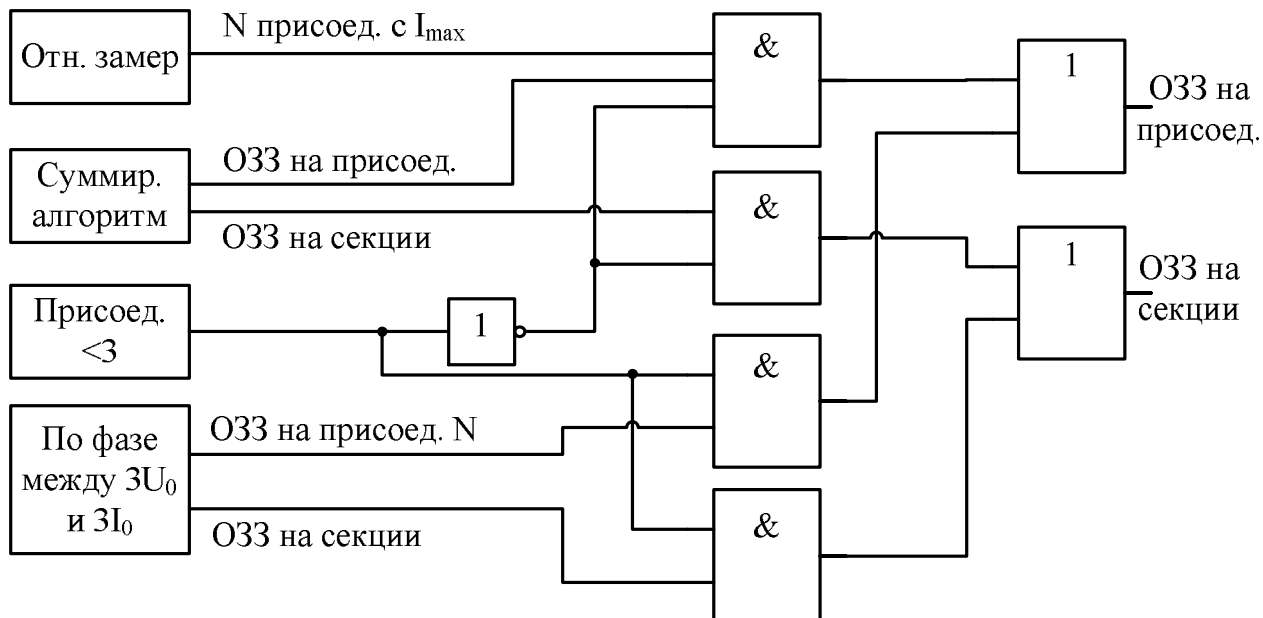 Отн. замер
N присоед. с Imax
&
1
ОЗЗ на
присоед.
Суммир.
алгоритм
ОЗЗ на присоед.
ОЗЗ на секции
&
1
ОЗЗ на
секции
Присоед.
<3
1
&
По фазе
между 3U0
и 3I0
ОЗЗ на присоед. N
ОЗЗ на секции
&